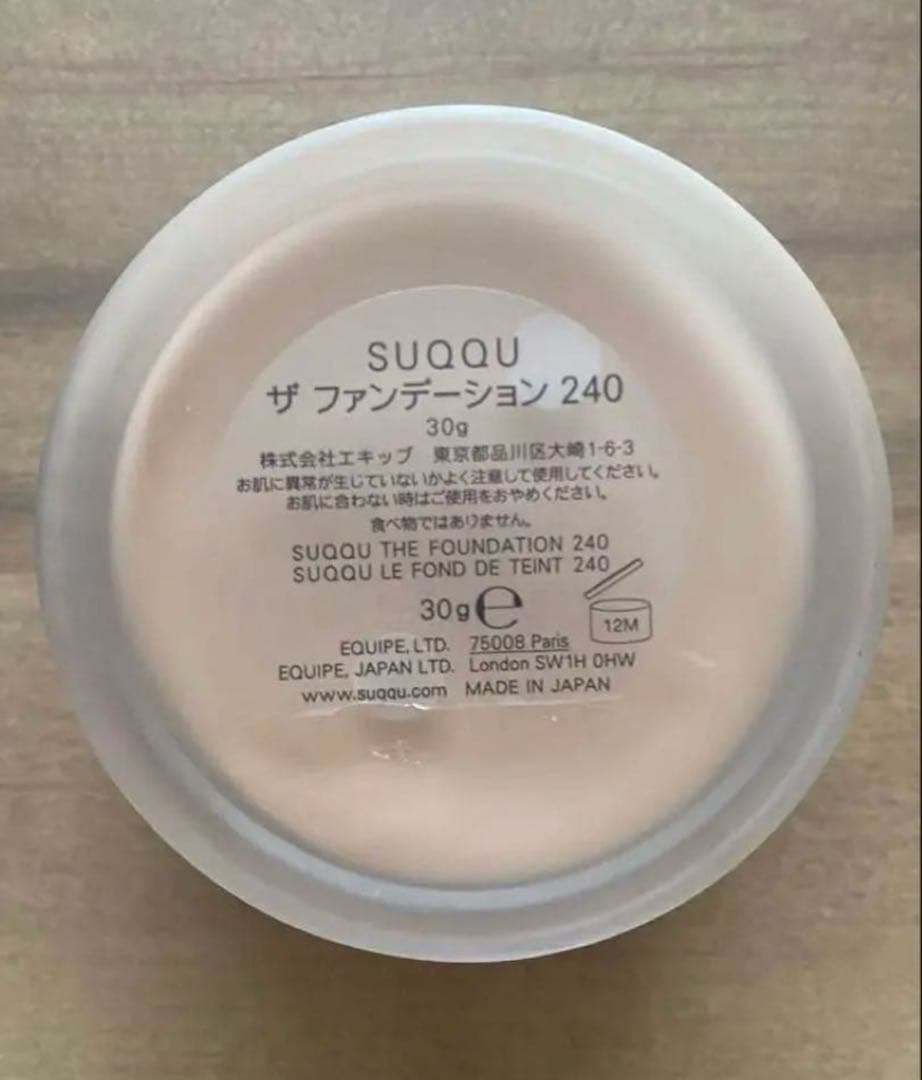 SUQQU
ザ ファンデーション 240
30g
株式会社エキップ 東京都品川区大崎1-6-3
お肌に異常が生じていないかよく注意して使用してください。
お肌に合わない時はご使用をおやめください。
食べ物ではありません。
SUQQU THE FOUNDATION 240
SUQQU LE FOND DE TEINT 240
30g e
12M
EQUIPE, LTD. 75008 Paris
EQUIPE, JAPAN LTD. London SW1H 0HW
www.suqqu.com MADE IN JAPAN